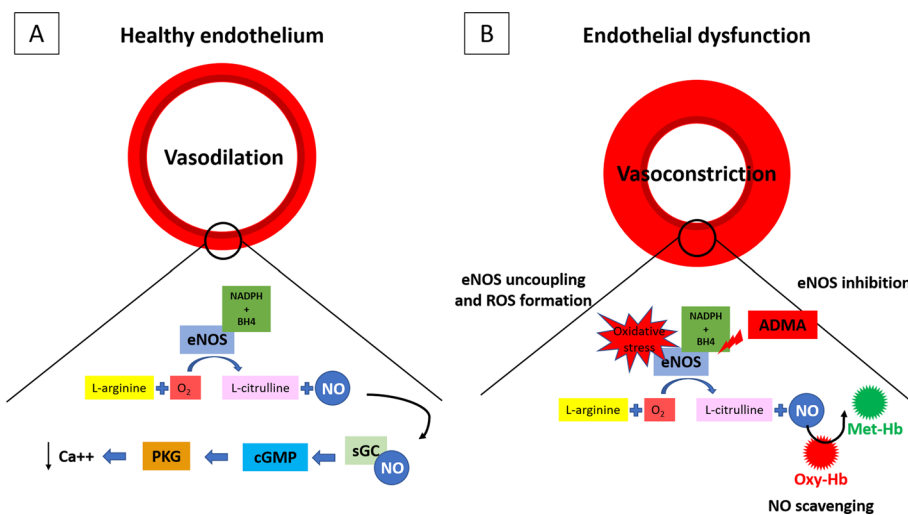 A
Healthy endothelium
Vasodilation
NADPH
+
BH4
eNOS
L-arginine
O2
L-citrulline
NO
sGC
NO
cGMP
PKG
Ca++
B
Endothelial dysfunction
Vasoconstriction
eNOS uncoupling
and ROS formation
eNOS inhibition
Oxidative
stress
NADPH
+
BH4
ADMA
eNOS
L-arginine
O2
L-citrulline
NO
Met-Hb
Oxy-Hb
NO scavenging